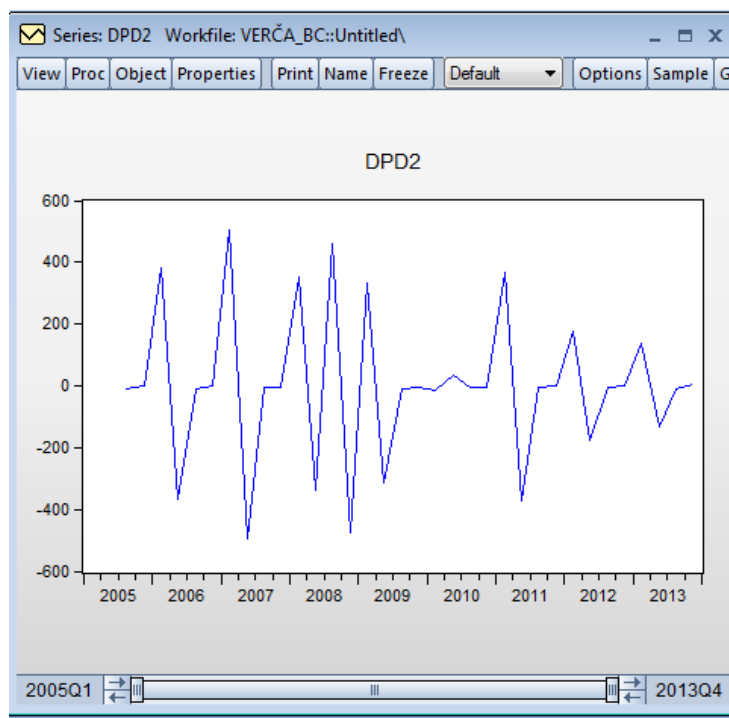 Series: DPD2 Workfile: VERČA_BC::Untitled\
View Proc Object Properties Print Name Freeze Default Options Sample G
DPD2
600
400
200
0
-200
-400
-600
2005 2006 2007 2008 2009 2010 2011 2012 2013
2005Q1 2013Q4